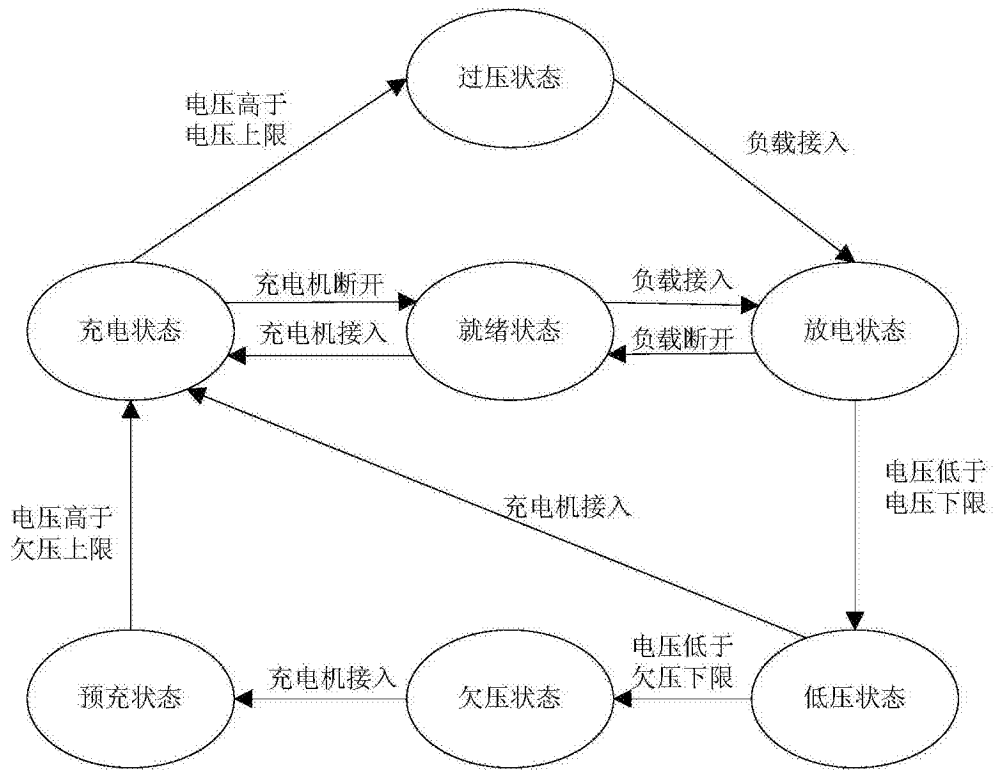 过压状态
电压高于
电压上限
负载接入
充电机断开
负载接入
充电状态
就绪状态
放电状态
充电机接入
负载断开
电压低于
电压下限
充电机接入
电压高于
欠压上限
电压低于
欠压下限
充电机接入
预充状态
欠压状态
低压状态